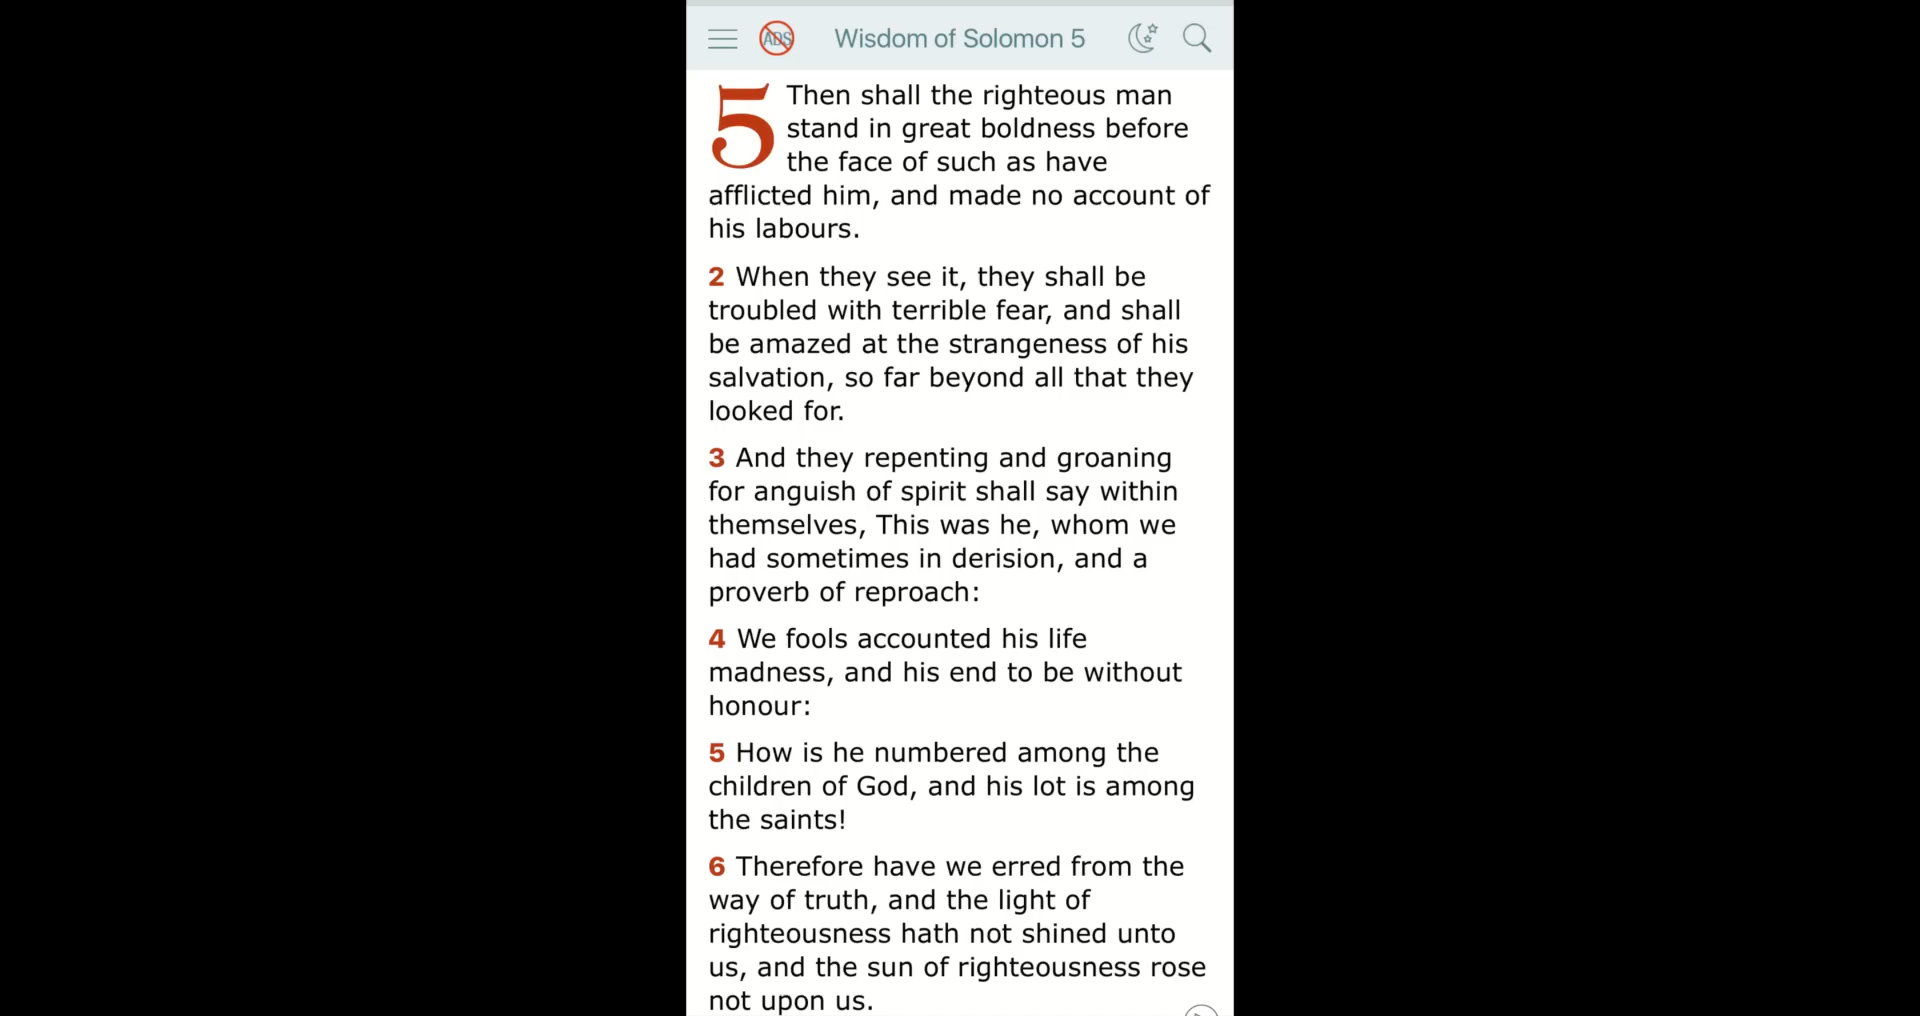 ADS
Wisdom of Solomon 5
5 Then shall the righteous man
stand in great boldness before
the face of such as have
afflicted him, and made no account of
his labours.
2 When they see it, they shall be
troubled with terrible fear, and shall
be amazed at the strangeness of his
salvation, so far beyond all that they
looked for.
3 And they repenting and groaning
for anguish of spirit shall say within
themselves, This was he, whom we
had sometimes in derision, and a
proverb of reproach:
4 We fools accounted his life
madness, and his end to be without
honour:
5 How is he numbered among the
children of God, and his lot is among
the saints!
6 Therefore have we erred from the
way of truth, and the light of
righteousness hath not shined unto
us, and the sun of righteousness rose
not upon us.